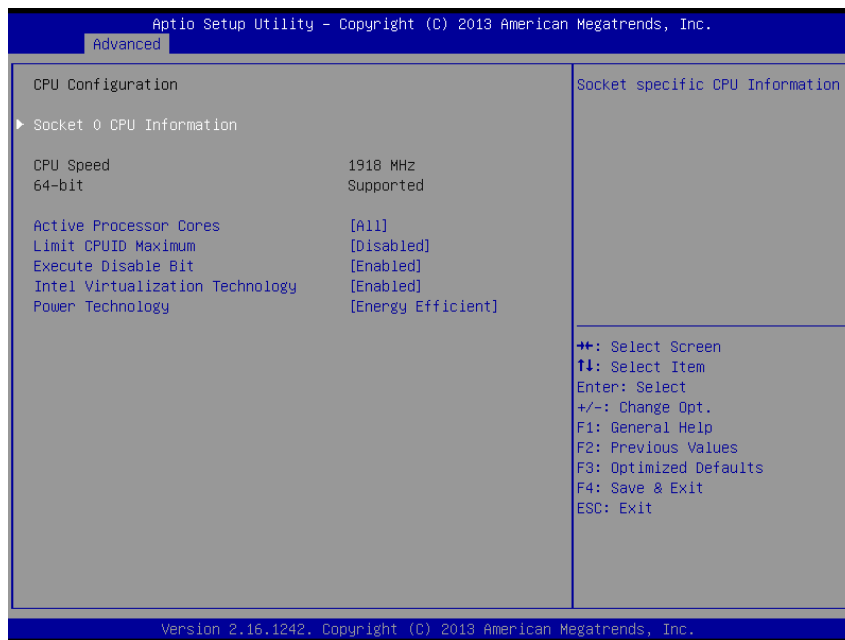 Aptio Setup Utility – Copyright (C) 2013 American Megatrends, Inc.
Advanced
CPU Configuration
Socket 0 CPU Information
CPU Speed 1918 MHz
64-bit Supported
Active Processor Cores [All]
Limit CPUID Maximum [Disabled]
Execute Disable Bit [Enabled]
Intel Virtualization Technology [Enabled]
Power Technology [Energy Efficient]
Socket specific CPU Information
→←: Select Screen
↑↓: Select Item
Enter: Select
+/-: Change Opt.
F1: General Help
F2: Previous Values
F3: Optimized Defaults
F4: Save & Exit
ESC: Exit
Version 2.16.1242. Copyright (C) 2013 American Megatrends, Inc.